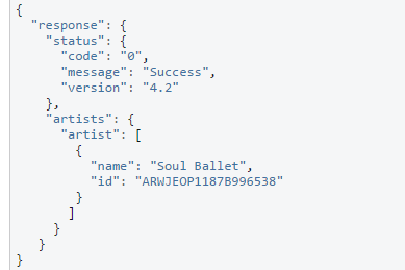 {
"response": {
"status": {
"code": "0",
"message": "Success",
"version": "4.2"
},
"artists": {
"artist": [
{
"name": "Soul Ballet",
"id": "ARWJEOP1187B996538"
}
]
}
}
}